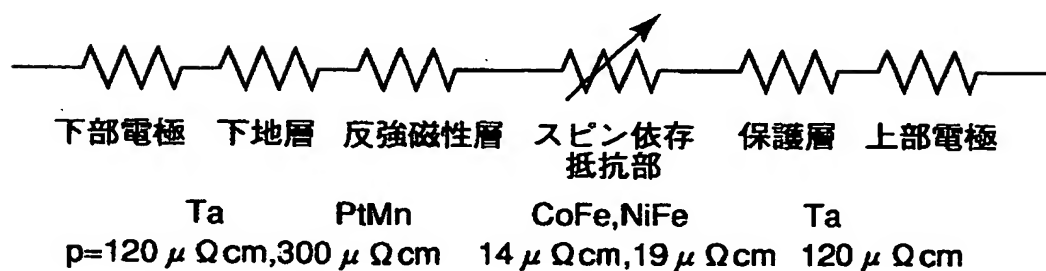 下部電極 下地層 反強磁性層 スピン依存 保護層 上部電極
抵抗部
Ta PtMn CoFe,NiFe Ta
p=120μΩcm,300μΩcm 14μΩcm,19μΩcm 120μΩcm